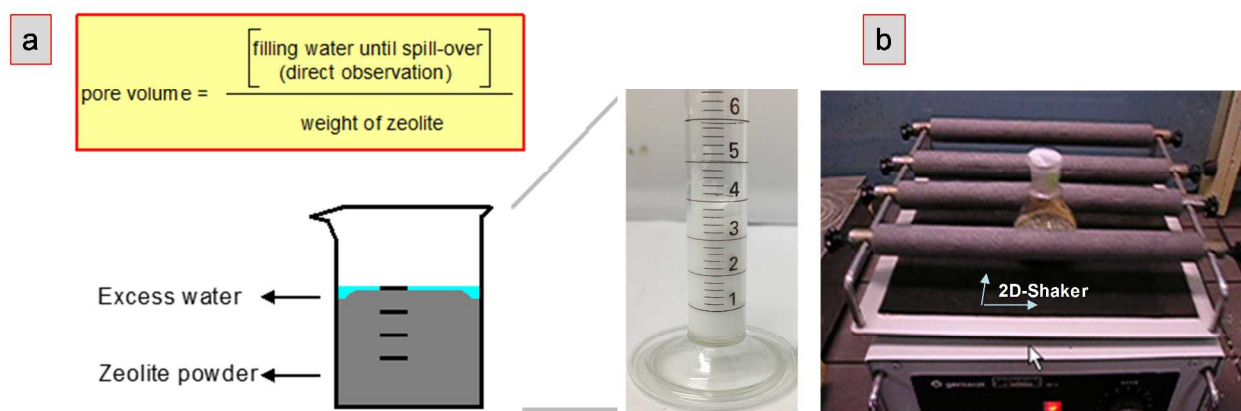 a
pore volume =
filling water until spill-over
(direct observation)
weight of zeolite
Excess water
Zeolite powder
6
5
4
3
2
1
b
2D-Shaker
gerhardt